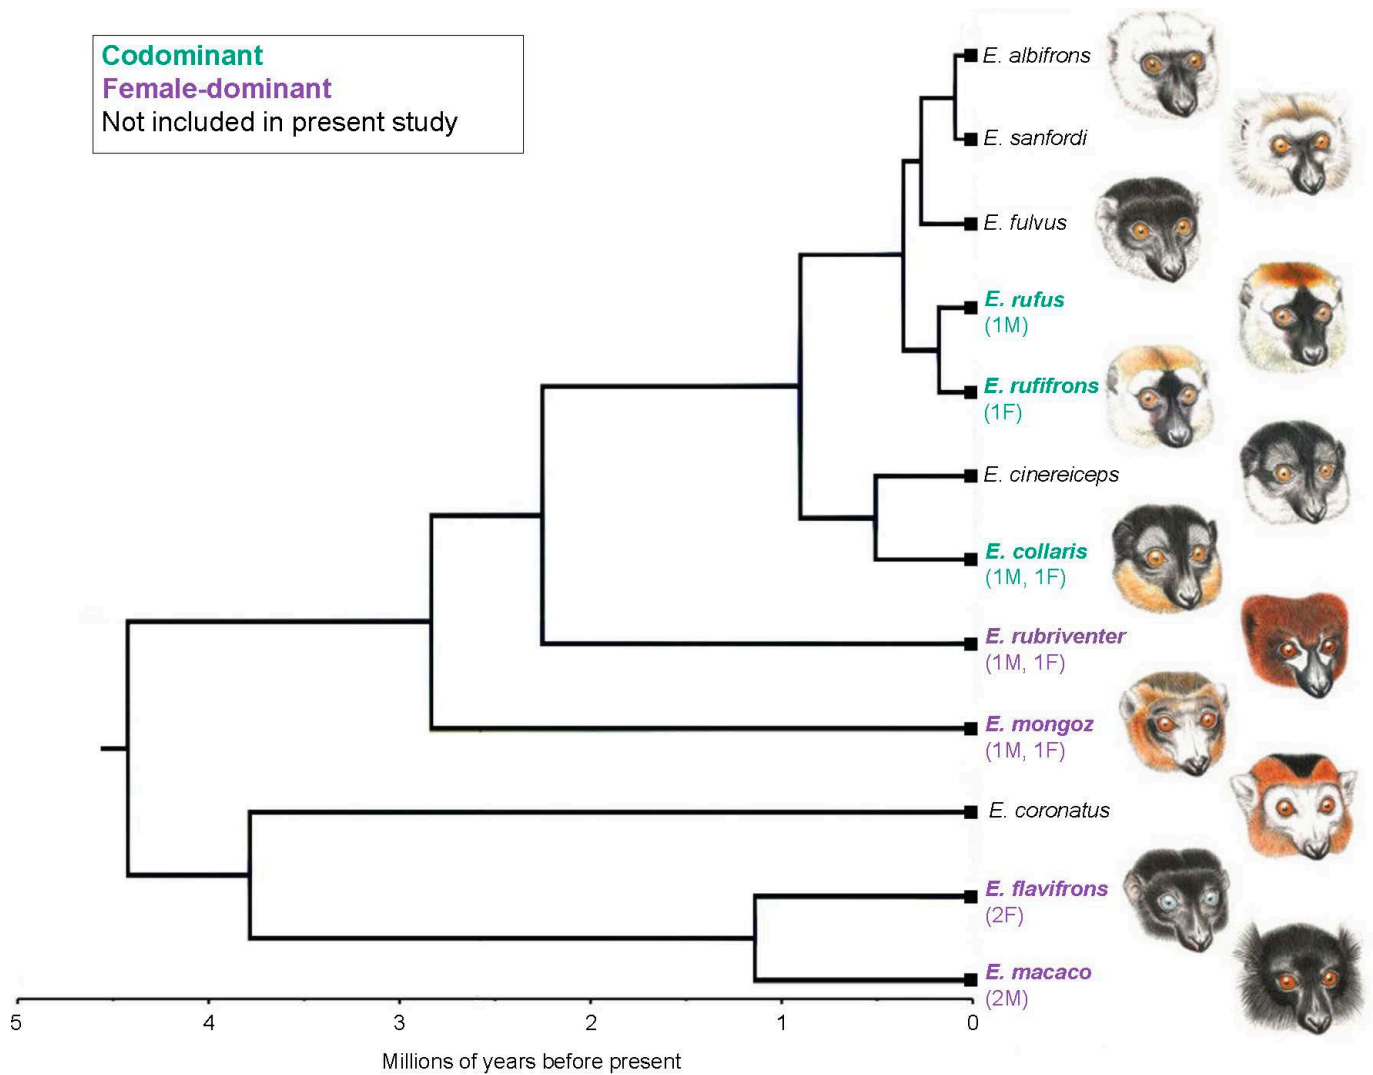 Codominant
Female-dominant
Not included in present study
E. albifrons
E. sanfordi
E. fulvus
E. rufus
(1M)
E. rufifrons
(1F)
E. cinereiceps
E. collaris
(1M, 1F)
E. rubriventer
(1M, 1F)
E. mongoz
(1M, 1F)
E. coronatus
E. flavifrons
(2F)
E. macaco
(2M)
5 4 3 2 1 0
Millions of years before present